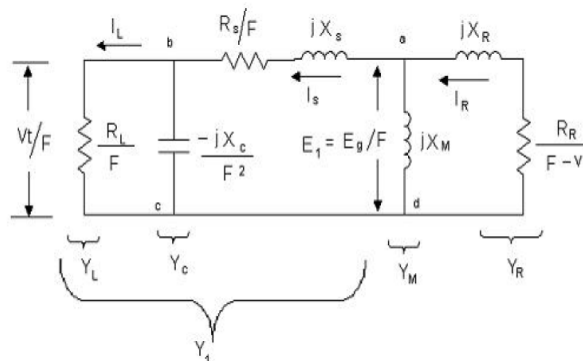 I_L
b
R_s/F
jX_s
a
jX_R
I_s
I_R
Vt/F
R_L/F
-jX_c/F^2
E_1 = E_g/F
jX_M
R_R/F-v
c
d
Y_L
Y_C
Y_M
Y_R
Y_1